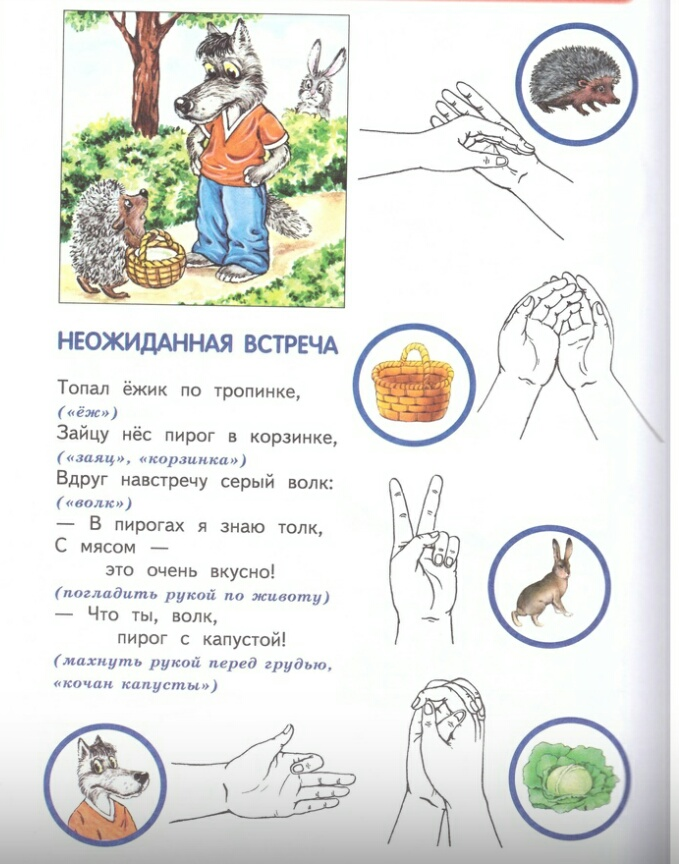 НЕОЖИДАННАЯ ВСТРЕЧА
Топал ёжик по тропинке,
(«ёж»)
Зайцу нёс пирог в корзинке,
(«заяц», «корзинка»)
Вдруг навстречу серый волк:
(«волк»)
— В пирогах я знаю толк,
С мясом —
это очень вкусно!
(погладить рукой по животу)
— Что ты, волк,
пирог с капустой!
(махнуть рукой перед грудью,
«кочан капусты»)